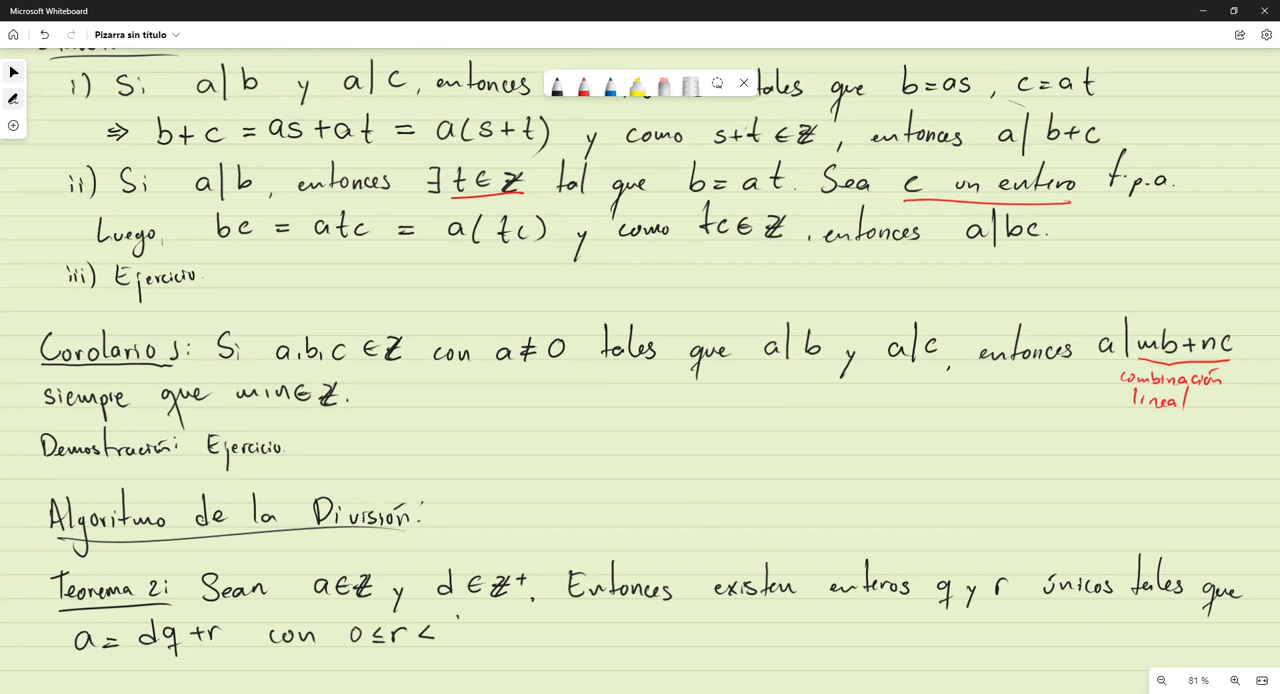 Microsoft Whiteboard
Pizarra sin título
i) Si a|b y a|c, entonces tales que b=as, c=at
⇒ b+c = as+at = a(s+t) y como s+t ∈ ℤ, entonces a|b+c
ii) Si a|b, entonces ∃ t∈ℤ tal que b=at. Sea c un entero f.p.a.
Luego, bc = atc = a(tc) y como tc∈ℤ, entonces a|bc.
iii) Ejercicio.
Corolario 1: Si a,b,c ∈ℤ con a≠0 tales que a|b y a|c, entonces a|mb+nc
combinación
lineal
siempre que m,n∈ℤ.
Demostración: Ejercicio.
Algoritmo de la División:
Teorema 2: Sean a∈ℤ y d∈ℤ⁺. Entonces existen enteros q y r únicos tales que
a = dq+r con 0≤r<
81 %